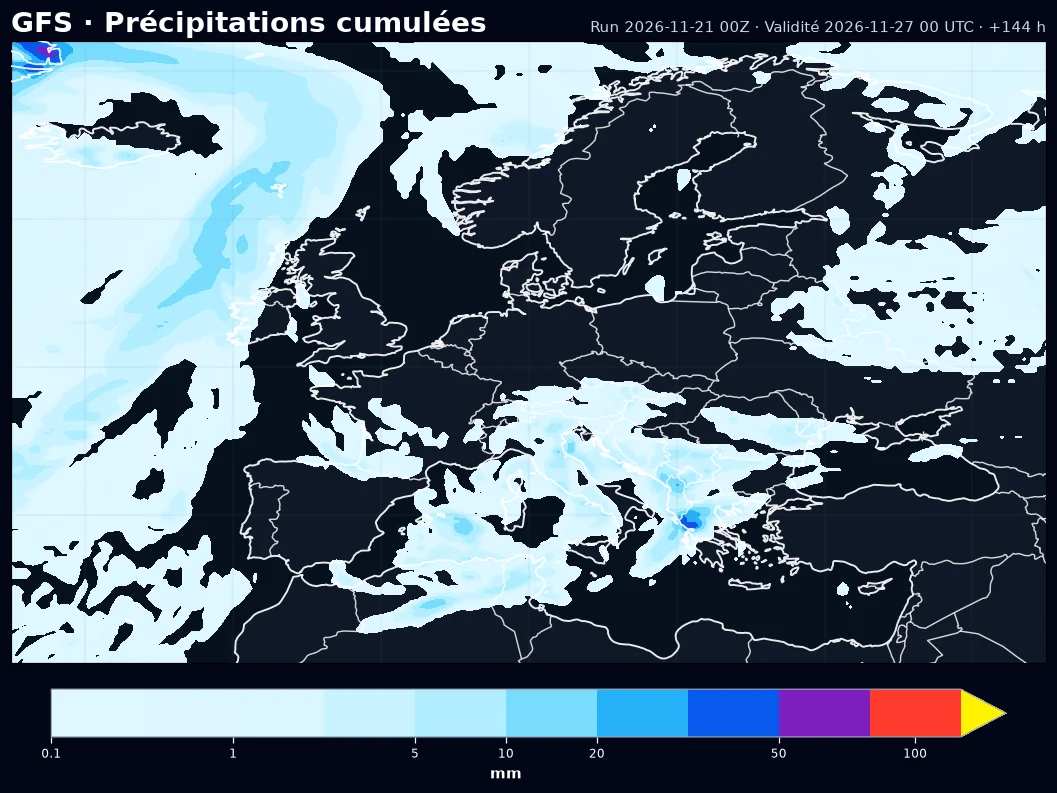 GFS · Précipitations cumulées
Run 2026-11-21 00Z · Validité 2026-11-27 00 UTC · +144 h
0.1 1 5 10 20 50 100
mm